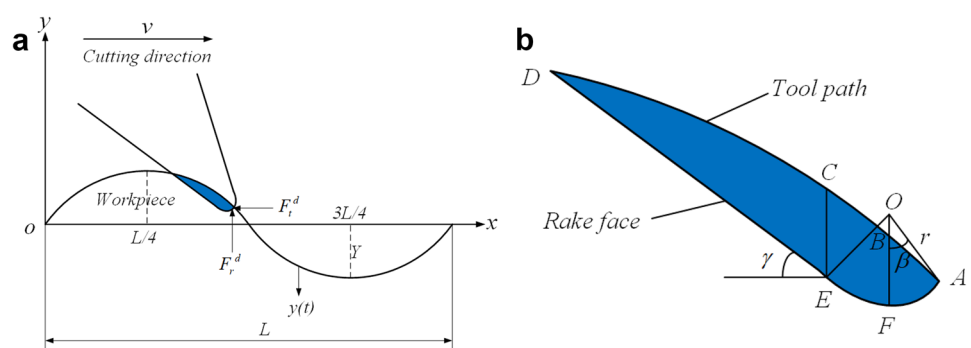 a
y
v
Cutting direction
Workpiece
F_t^d
3L/4
o
x
L/4
Y
F_r^d
y(t)
L
b
D
Tool path
C
O
Rake face
B
r
β
γ
A
E
F